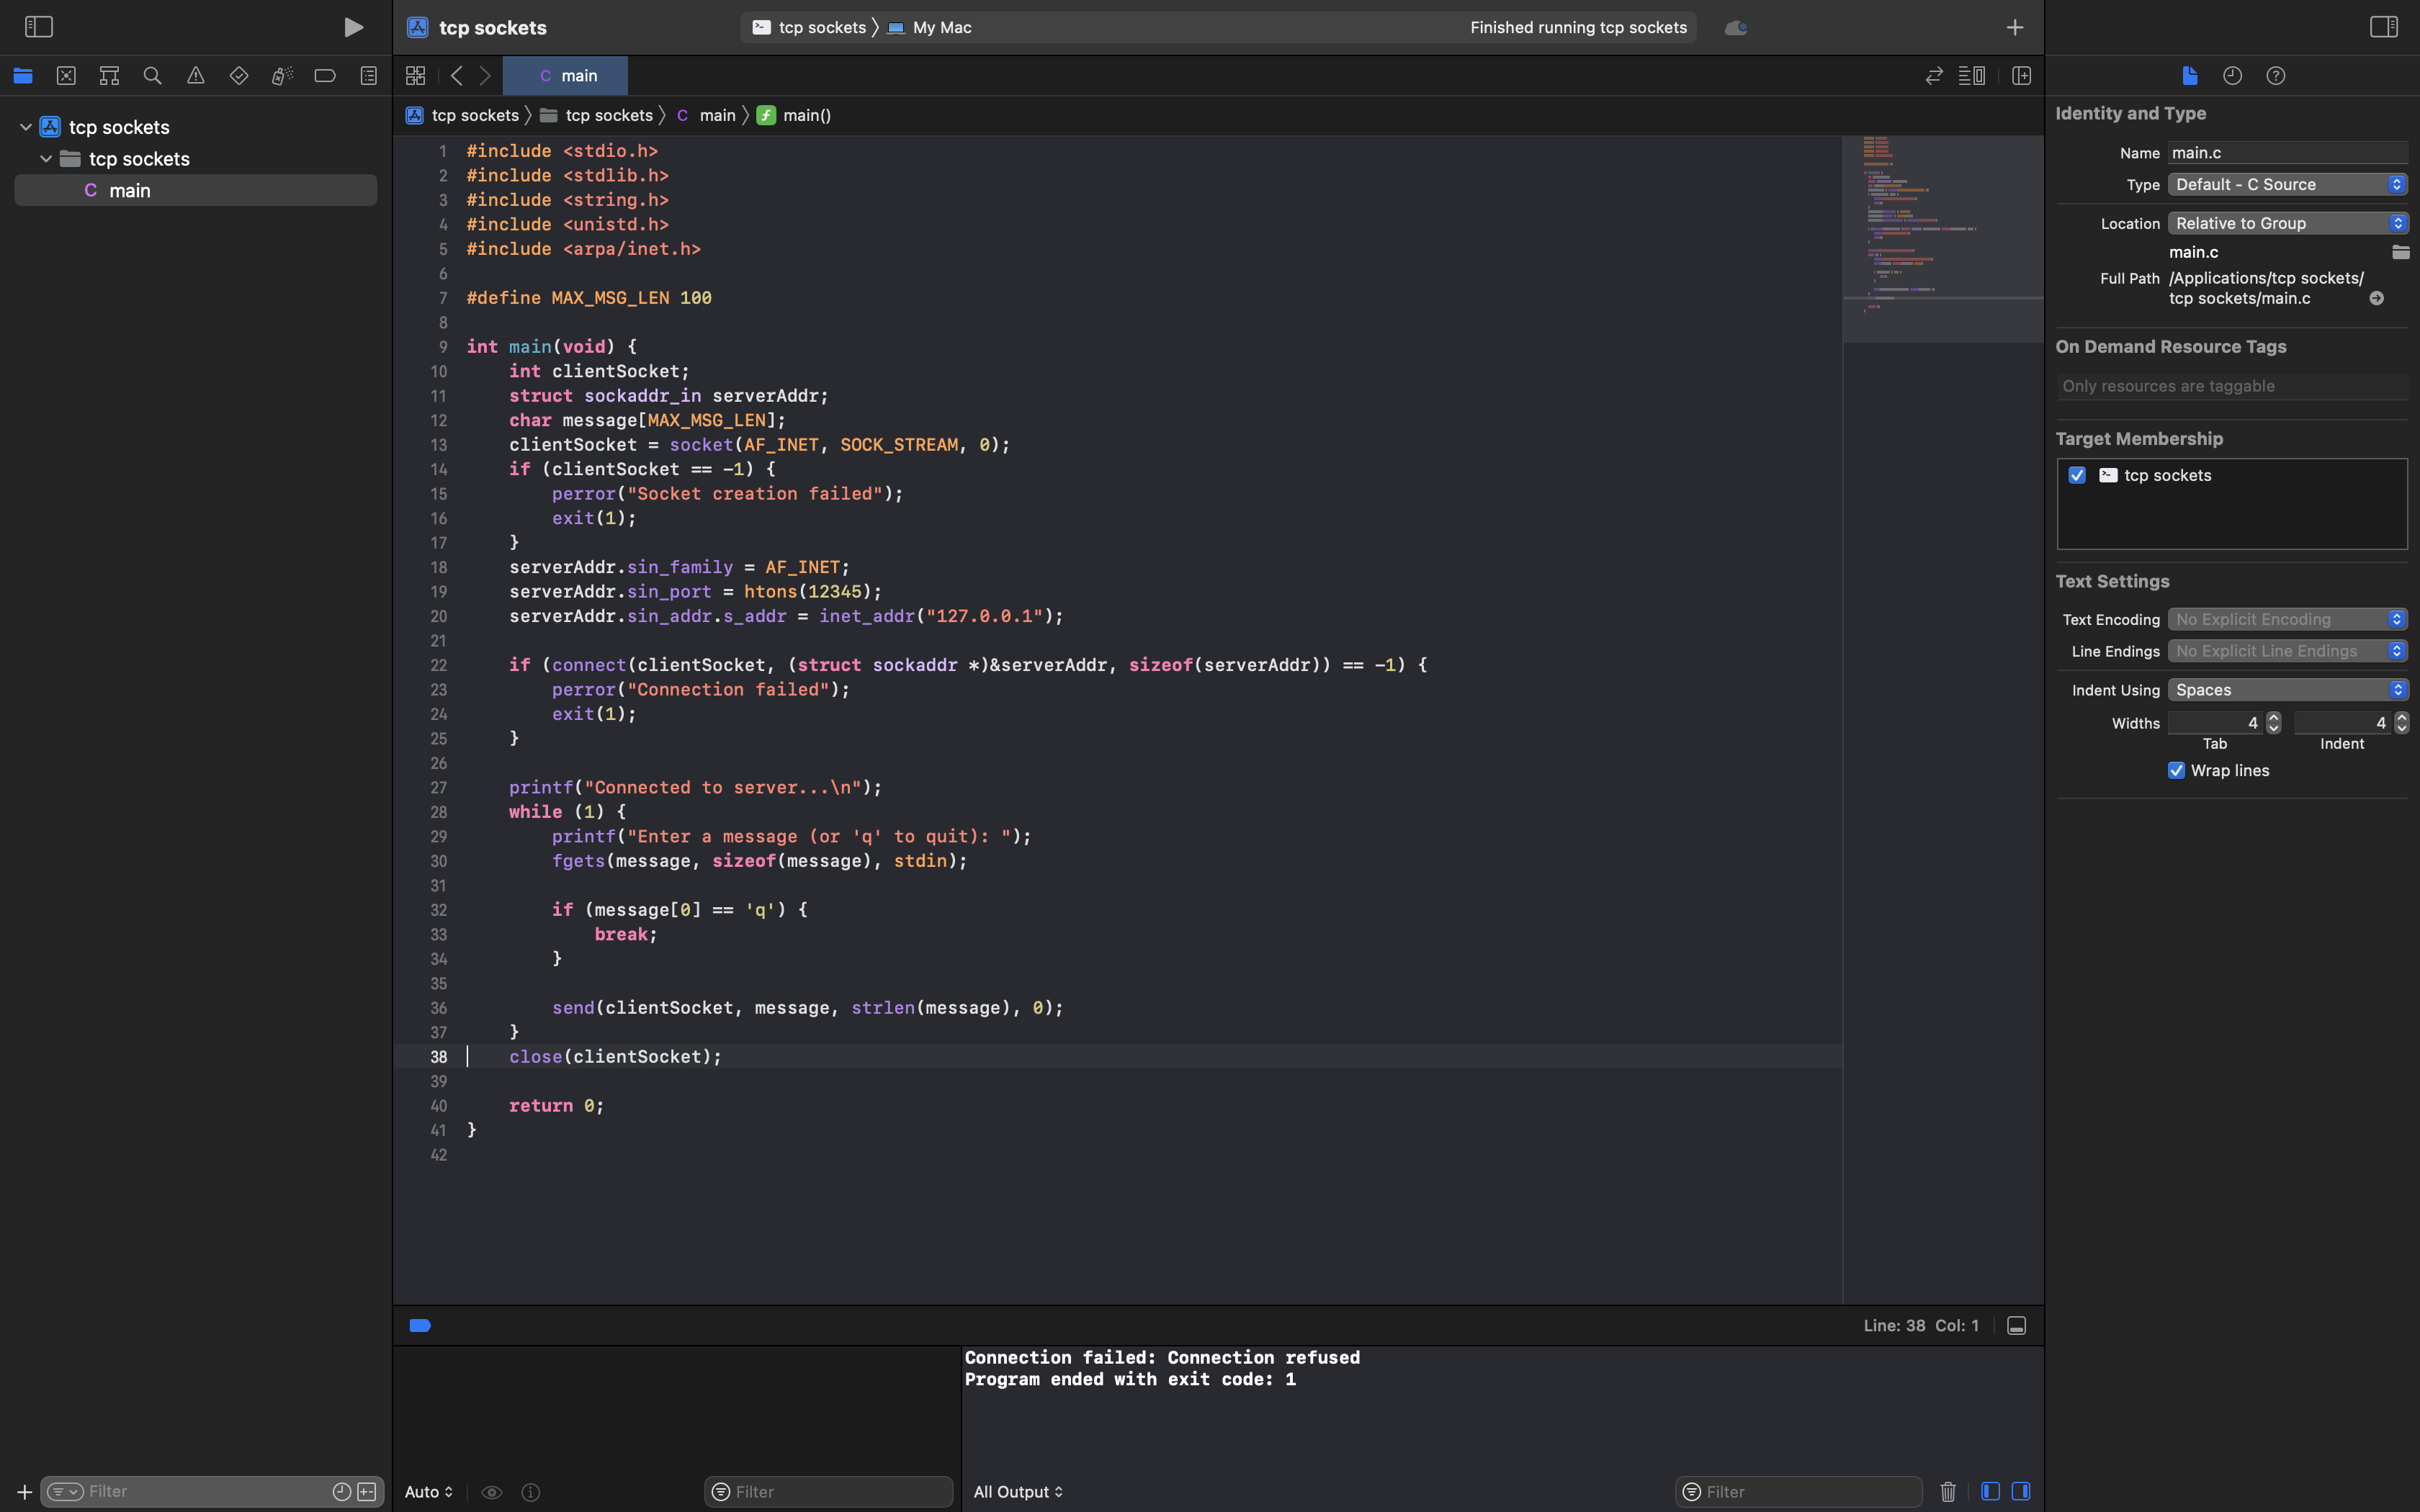 tcp sockets
tcp sockets 〉 My Mac
Finished running tcp sockets
main
tcp sockets 〉 tcp sockets 〉 C main 〉 main()
tcp sockets
tcp sockets
C main
1 #include <stdio.h>
2 #include <stdlib.h>
3 #include <string.h>
4 #include <unistd.h>
5 #include <arpa/inet.h>
6
7 #define MAX_MSG_LEN 100
8
9 int main(void) {
10     int clientSocket;
11     struct sockaddr_in serverAddr;
12     char message[MAX_MSG_LEN];
13     clientSocket = socket(AF_INET, SOCK_STREAM, 0);
14     if (clientSocket == -1) {
15         perror("Socket creation failed");
16         exit(1);
17     }
18     serverAddr.sin_family = AF_INET;
19     serverAddr.sin_port = htons(12345);
20     serverAddr.sin_addr.s_addr = inet_addr("127.0.0.1");
21
22     if (connect(clientSocket, (struct sockaddr *)&serverAddr, sizeof(serverAddr)) == -1) {
23         perror("Connection failed");
24         exit(1);
25     }
26
27     printf("Connected to server...\n");
28     while (1) {
29         printf("Enter a message (or 'q' to quit): ");
30         fgets(message, sizeof(message), stdin);
31
32         if (message[0] == 'q') {
33             break;
34         }
35
36         send(clientSocket, message, strlen(message), 0);
37     }
38     close(clientSocket);
39
40     return 0;
41 }
42
Line: 38 Col: 1
Connection failed: Connection refused
Program ended with exit code: 1
Filter
Auto
Filter
All Output
Filter
Identity and Type
Name main.c
Type Default - C Source
Location Relative to Group
main.c
Full Path /Applications/tcp sockets/
tcp sockets/main.c
On Demand Resource Tags
Only resources are taggable
Target Membership
tcp sockets
Text Settings
Text Encoding No Explicit Encoding
Line Endings No Explicit Line Endings
Indent Using Spaces
Widths 4 4
Tab Indent
Wrap lines